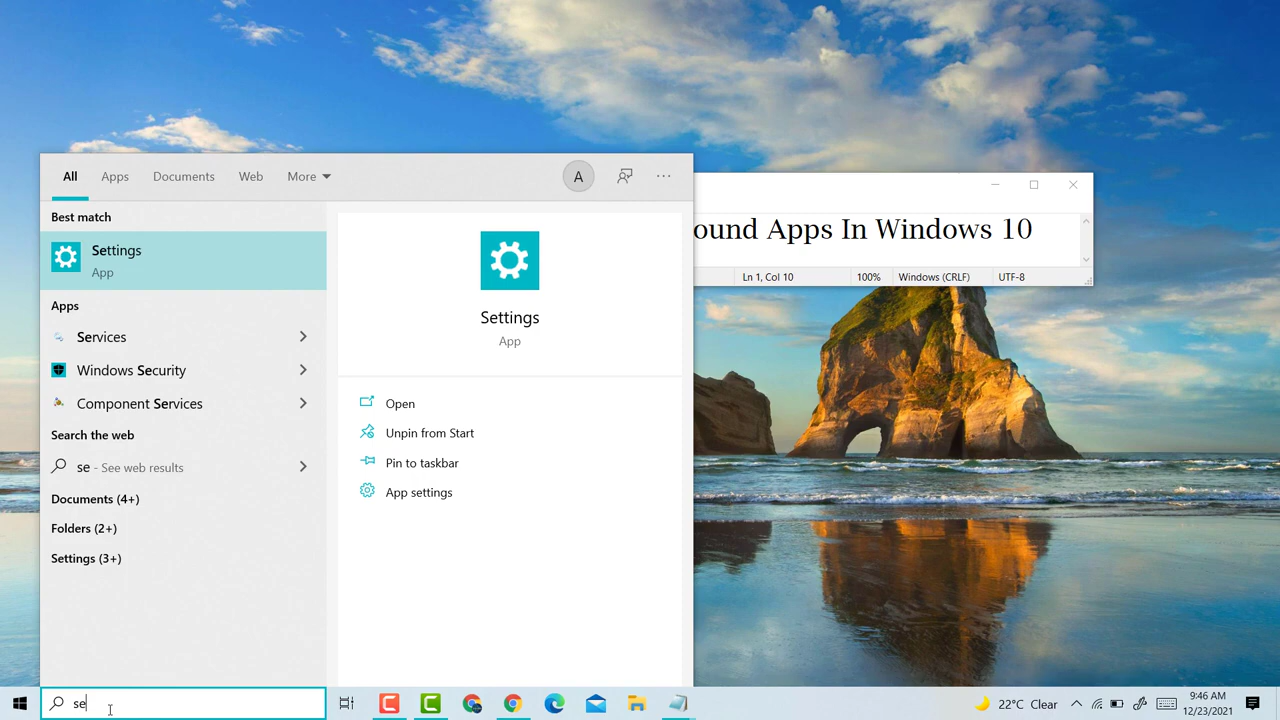 All Apps Documents Web More A ...
Best match
Settings
App
Apps
Services
Windows Security
Component Services
Search the web
se - See web results
Documents (4+)
Folders (2+)
Settings (3+)
Settings
App
Open
Unpin from Start
Pin to taskbar
App settings
ound Apps In Windows 10
Ln 1, Col 10 100% Windows (CRLF) UTF-8
se
22°C Clear
9:46 AM
12/23/2021